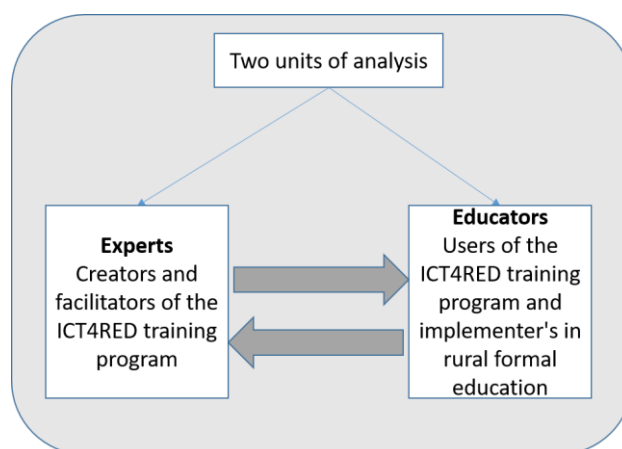 Two units of analysis
Experts
Creators and
facilitators of the
ICT4RED training
program
Educators
Users of the
ICT4RED training
program and
implementer's in
rural formal
education